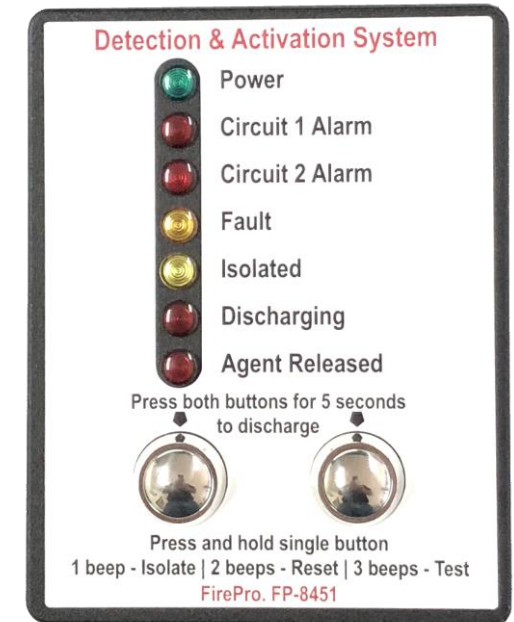 Detection & Activation System
Power
Circuit 1 Alarm
Circuit 2 Alarm
Fault
Isolated
Discharging
Agent Released
Press both buttons for 5 seconds
to discharge
Press and hold single button
1 beep - Isolate | 2 beeps - Reset | 3 beeps - Test
FirePro. FP-8451